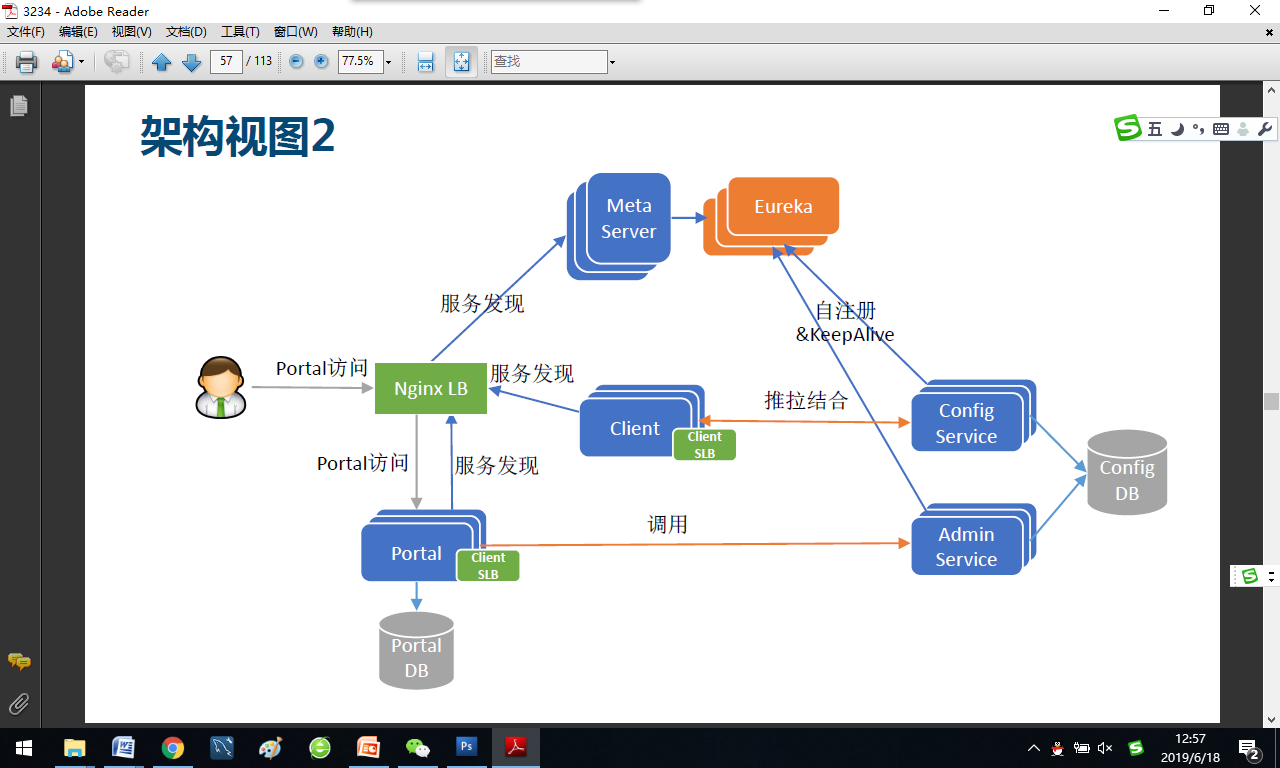 3234 - Adobe Reader
文件(F) 编辑(E) 视图(V) 文档(D) 工具(T) 窗口(W) 帮助(H)
57 / 113 77.5% 查找
架构视图2
五
Meta
Server
Eureka
服务发现
自注册
&KeepAlive
Portal访问
Nginx LB
服务发现
Client
Client
SLB
推拉结合
Config
Service
Config
DB
Portal访问
服务发现
Portal
Client
SLB
调用
Admin
Service
Portal
DB
12:57
2019/6/18
2